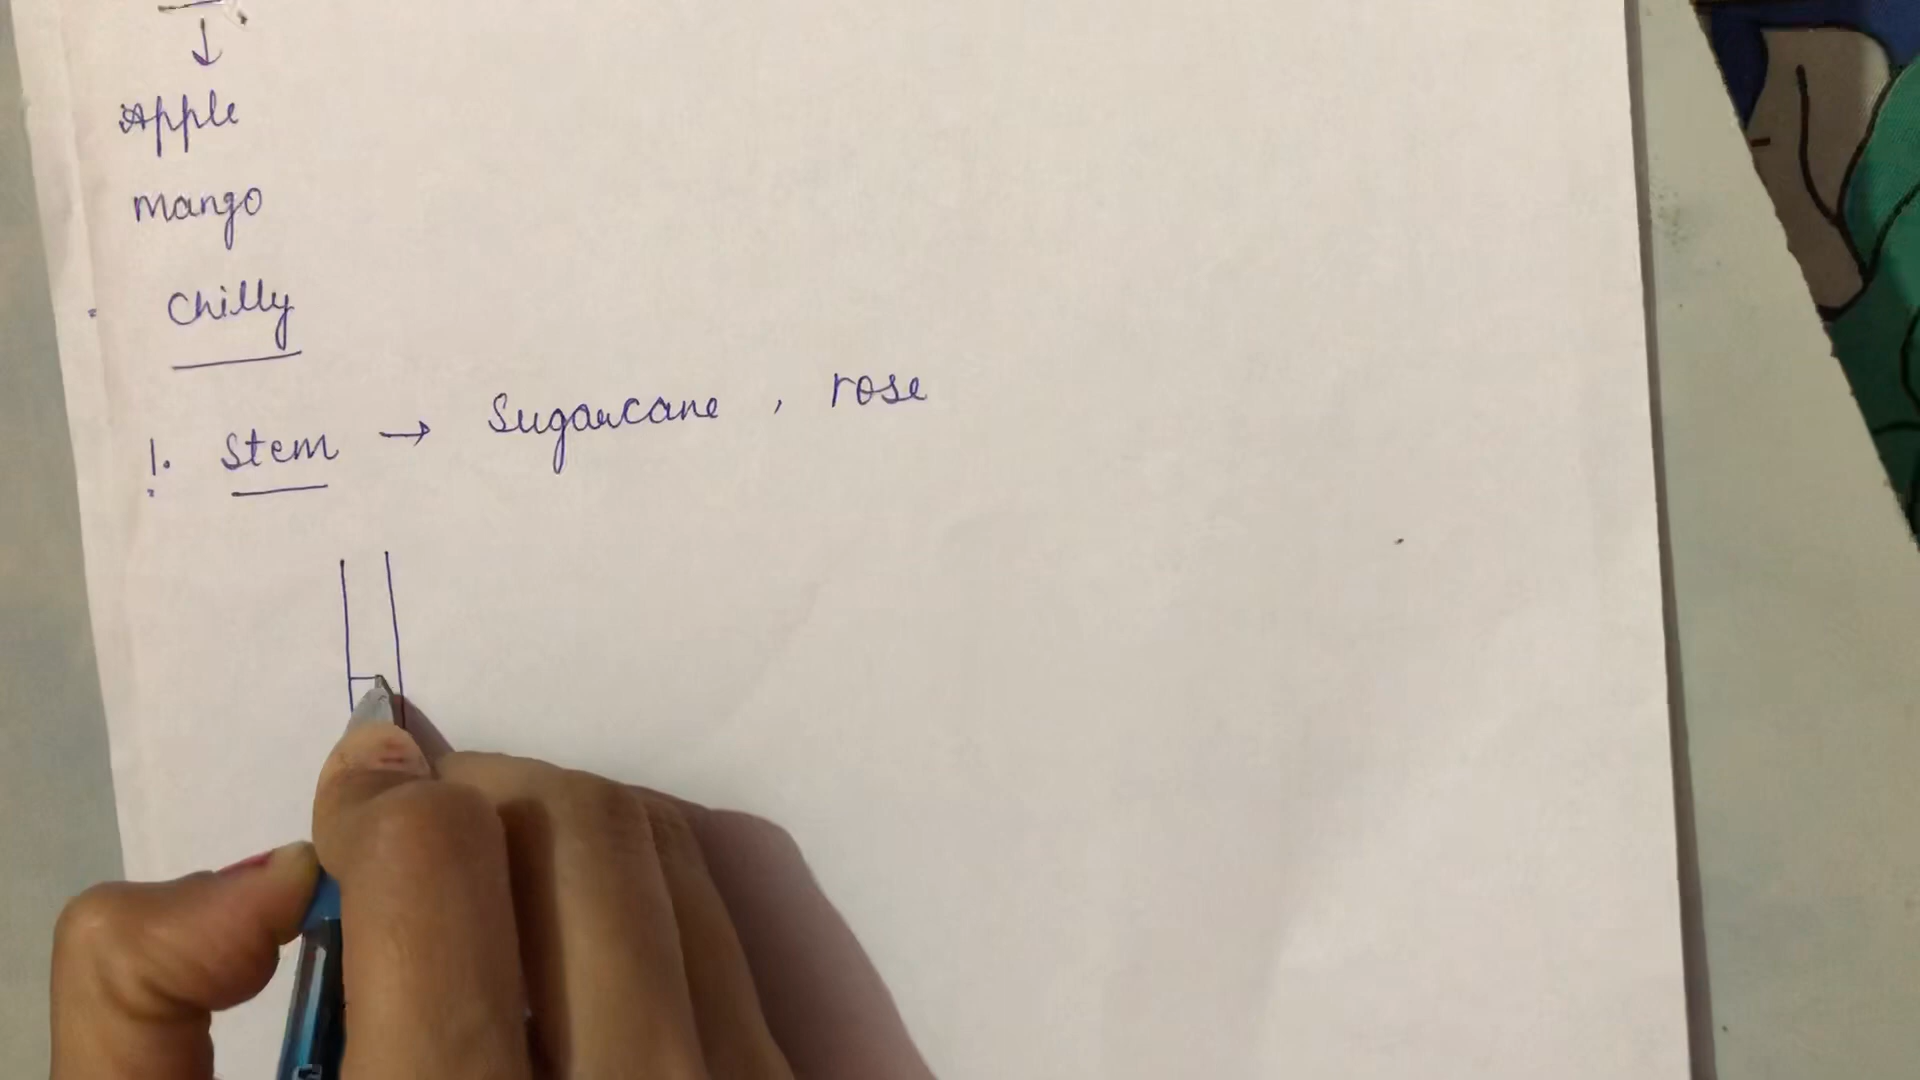 ↓
Apple
mango
chilly
1. Stem → Sugarcane, rose